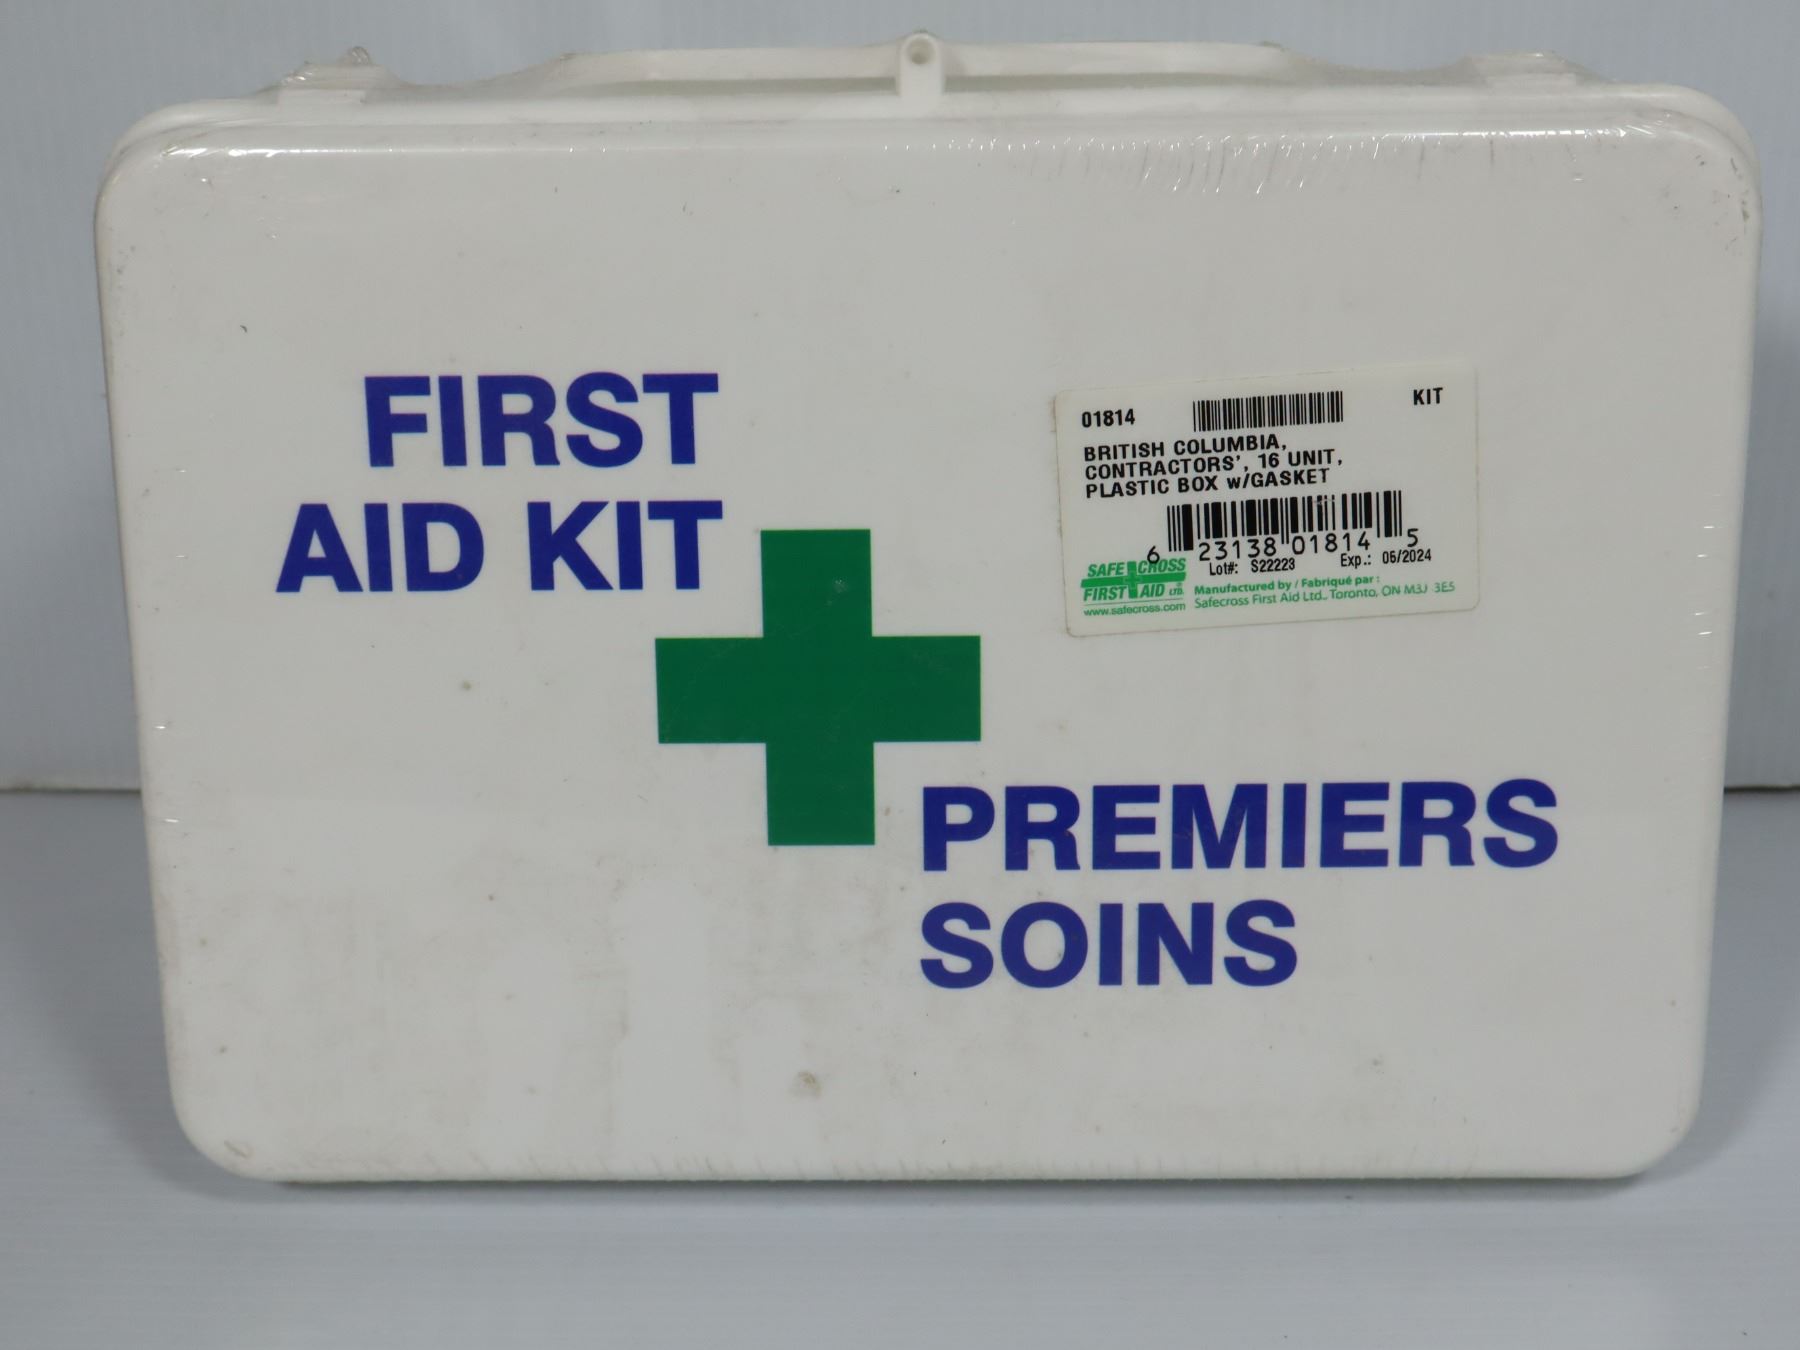 FIRST
AID KIT
PREMIERS
SOINS
01814 KIT
BRITISH COLUMBIA,
CONTRACTORS', 16 UNIT,
PLASTIC BOX w/GASKET
6 23138 01814 5
Lot#: S22223 Exp.: 06/2024
SAFE CROSS
FIRST AID LTD.®
www.safecross.com
Manufactured by / Fabriqué par :
Safecross First Aid Ltd., Toronto, ON M3J 3E5